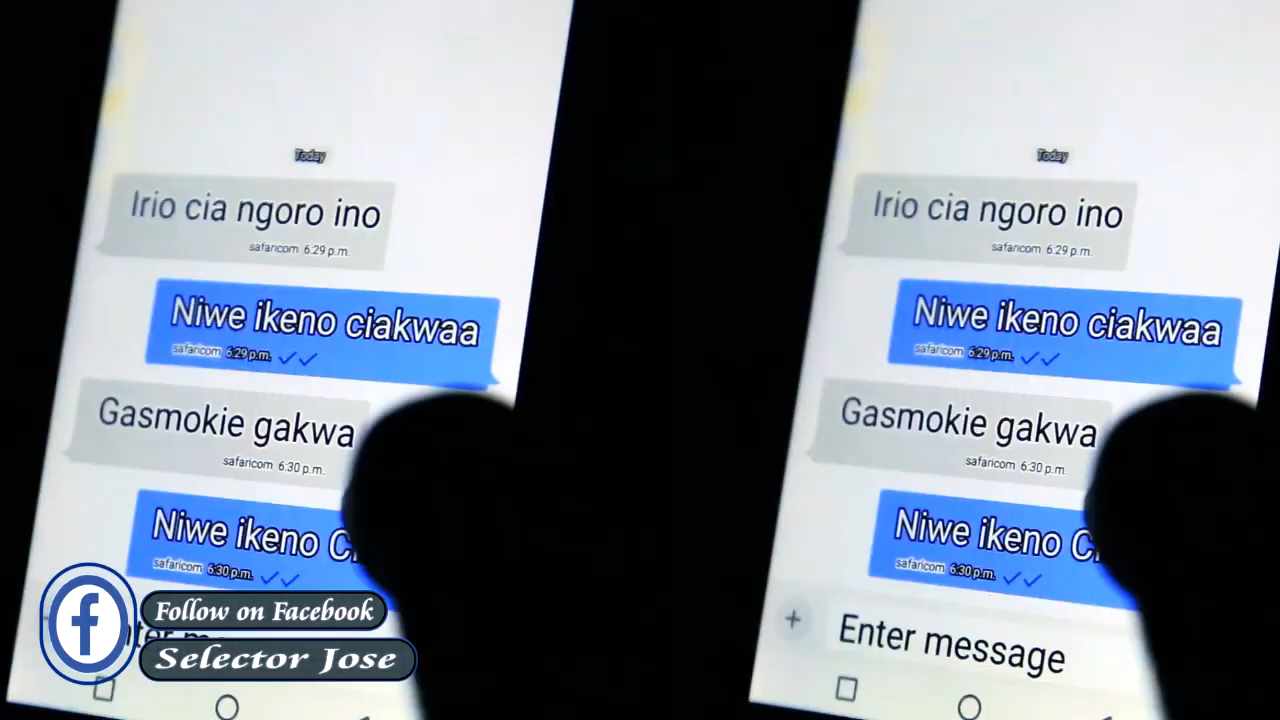 Today
Irio cia ngoro ino
safaricom 6:29 p.m.
Niwe ikeno ciakwaa
safaricom 6:29 p.m.
Gasmokie gakwa
safaricom 6:30 p.m.
Niwe ikeno
safaricom 6:30 p.m.
Follow on Facebook
Selector Jose
Today
Irio cia ngoro ino
safaricom 6:29 p.m.
Niwe ikeno ciakwaa
safaricom 6:29 p.m.
Gasmokie gakwa
safaricom 6:30 p.m.
Niwe ikeno
safaricom 6:30 p.m.
Enter message